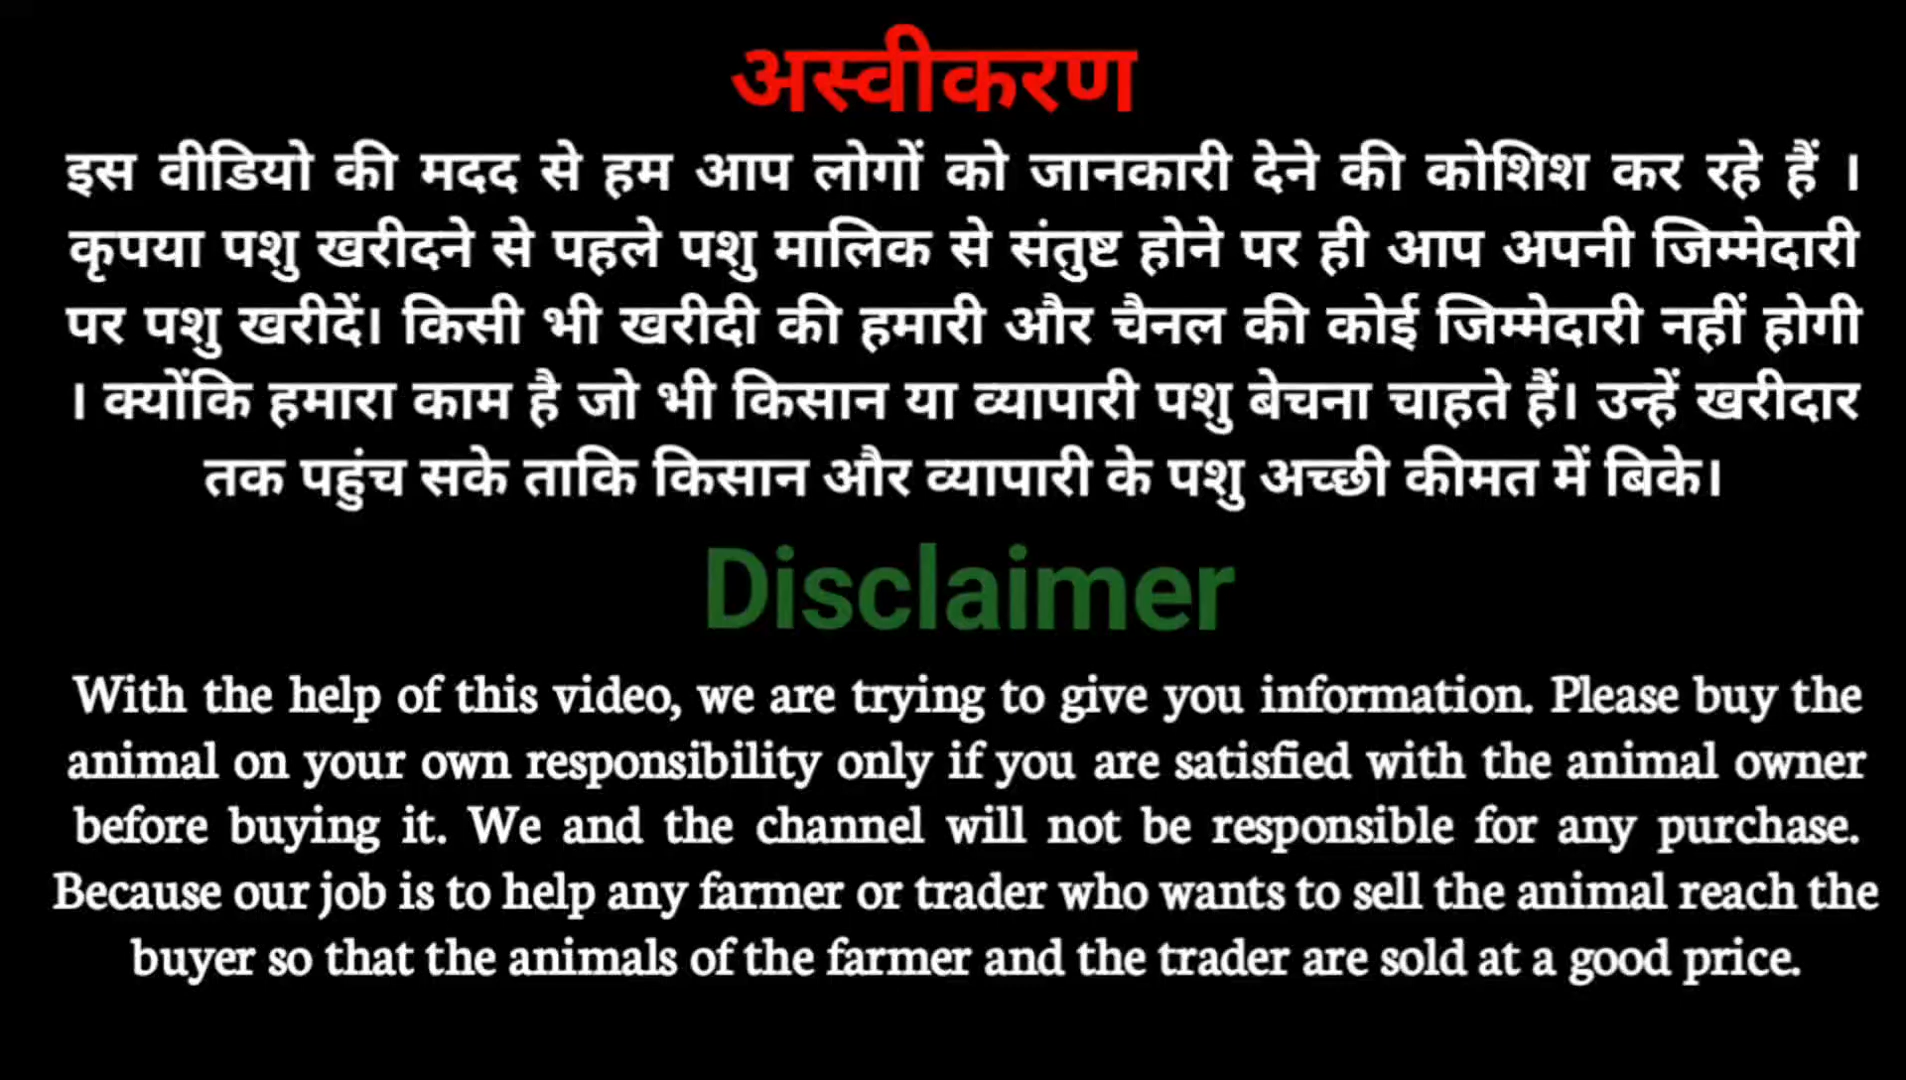 अस्वीकरण
इस वीडियो की मदद से हम आप लोगों को जानकारी देने की कोशिश कर रहे हैं ।
कृपया पशु खरीदने से पहले पशु मालिक से संतुष्ट होने पर ही आप अपनी जिम्मेदारी
पर पशु खरीदें। किसी भी खरीदी की हमारी और चैनल की कोई जिम्मेदारी नहीं होगी
। क्योंकि हमारा काम है जो भी किसान या व्यापारी पशु बेचना चाहते हैं। उन्हें खरीदार
तक पहुंच सके ताकि किसान और व्यापारी के पशु अच्छी कीमत में बिके।
Disclaimer
With the help of this video, we are trying to give you information. Please buy the
animal on your own responsibility only if you are satisfied with the animal owner
before buying it. We and the channel will not be responsible for any purchase.
Because our job is to help any farmer or trader who wants to sell the animal reach the
buyer so that the animals of the farmer and the trader are sold at a good price.